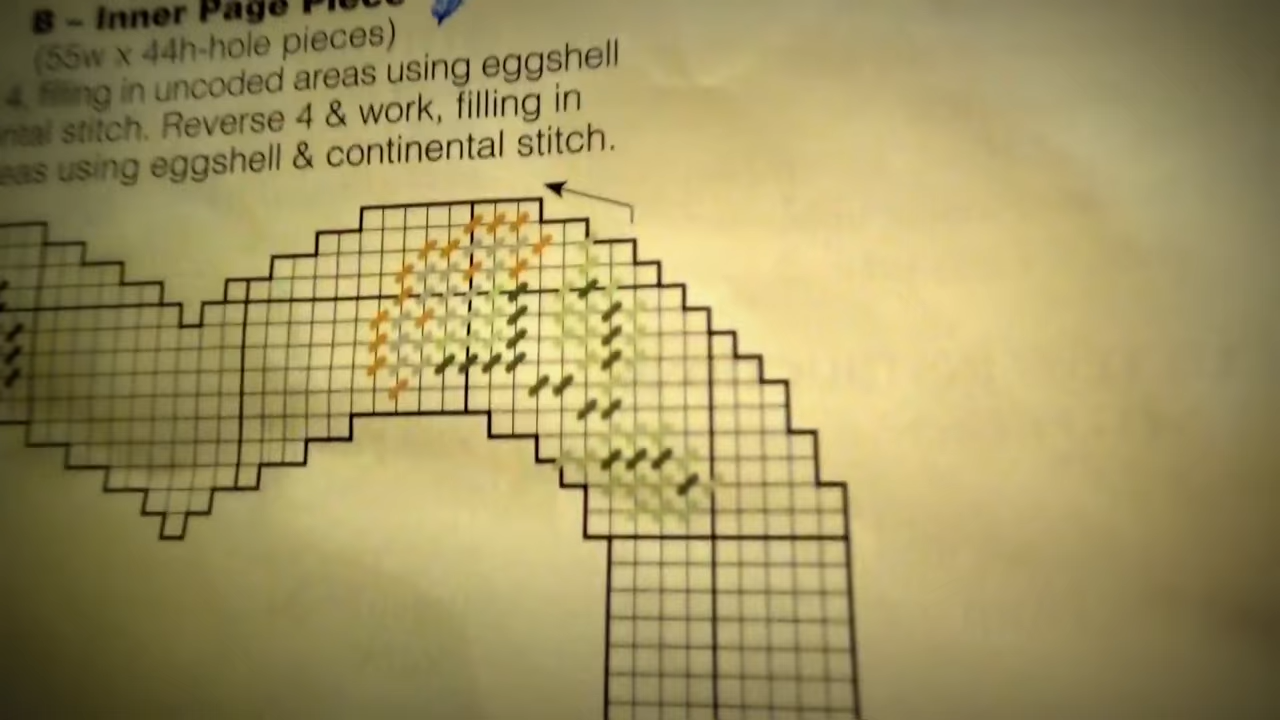 B – Inner Page Piece
(55w x 44h-hole pieces)
4, filling in uncoded areas using eggshell
stitch. Reverse 4 & work, filling in
using eggshell & continental stitch.